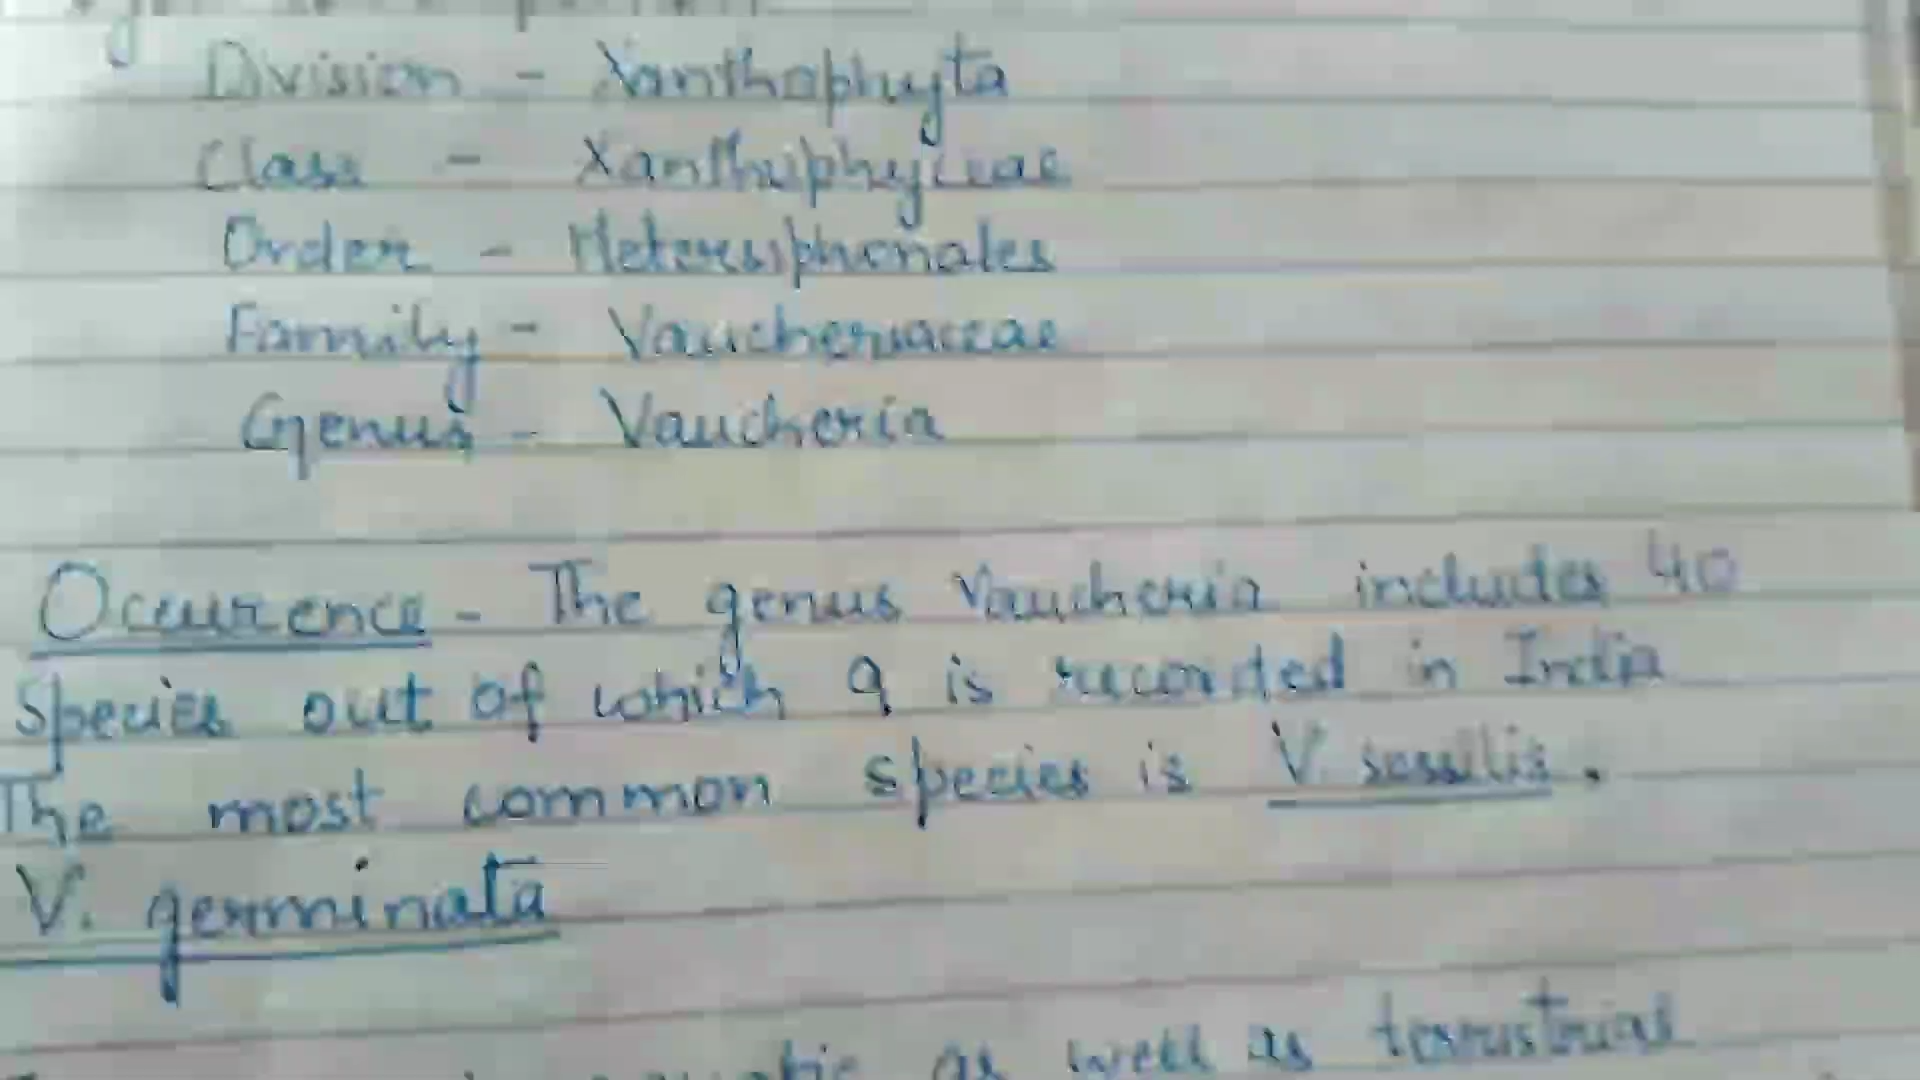 Division - Xanthophyta
Class - Xanthophyceae
Order - Heterosiphonales
Family - Vaucheriaceae
Genus - Vaucheria
Occurence - The genus Vaucheria includes 40
species out of which 9 is recorded in India
The most common species is V. sessilis.
V. germinata
as well as terrustrial